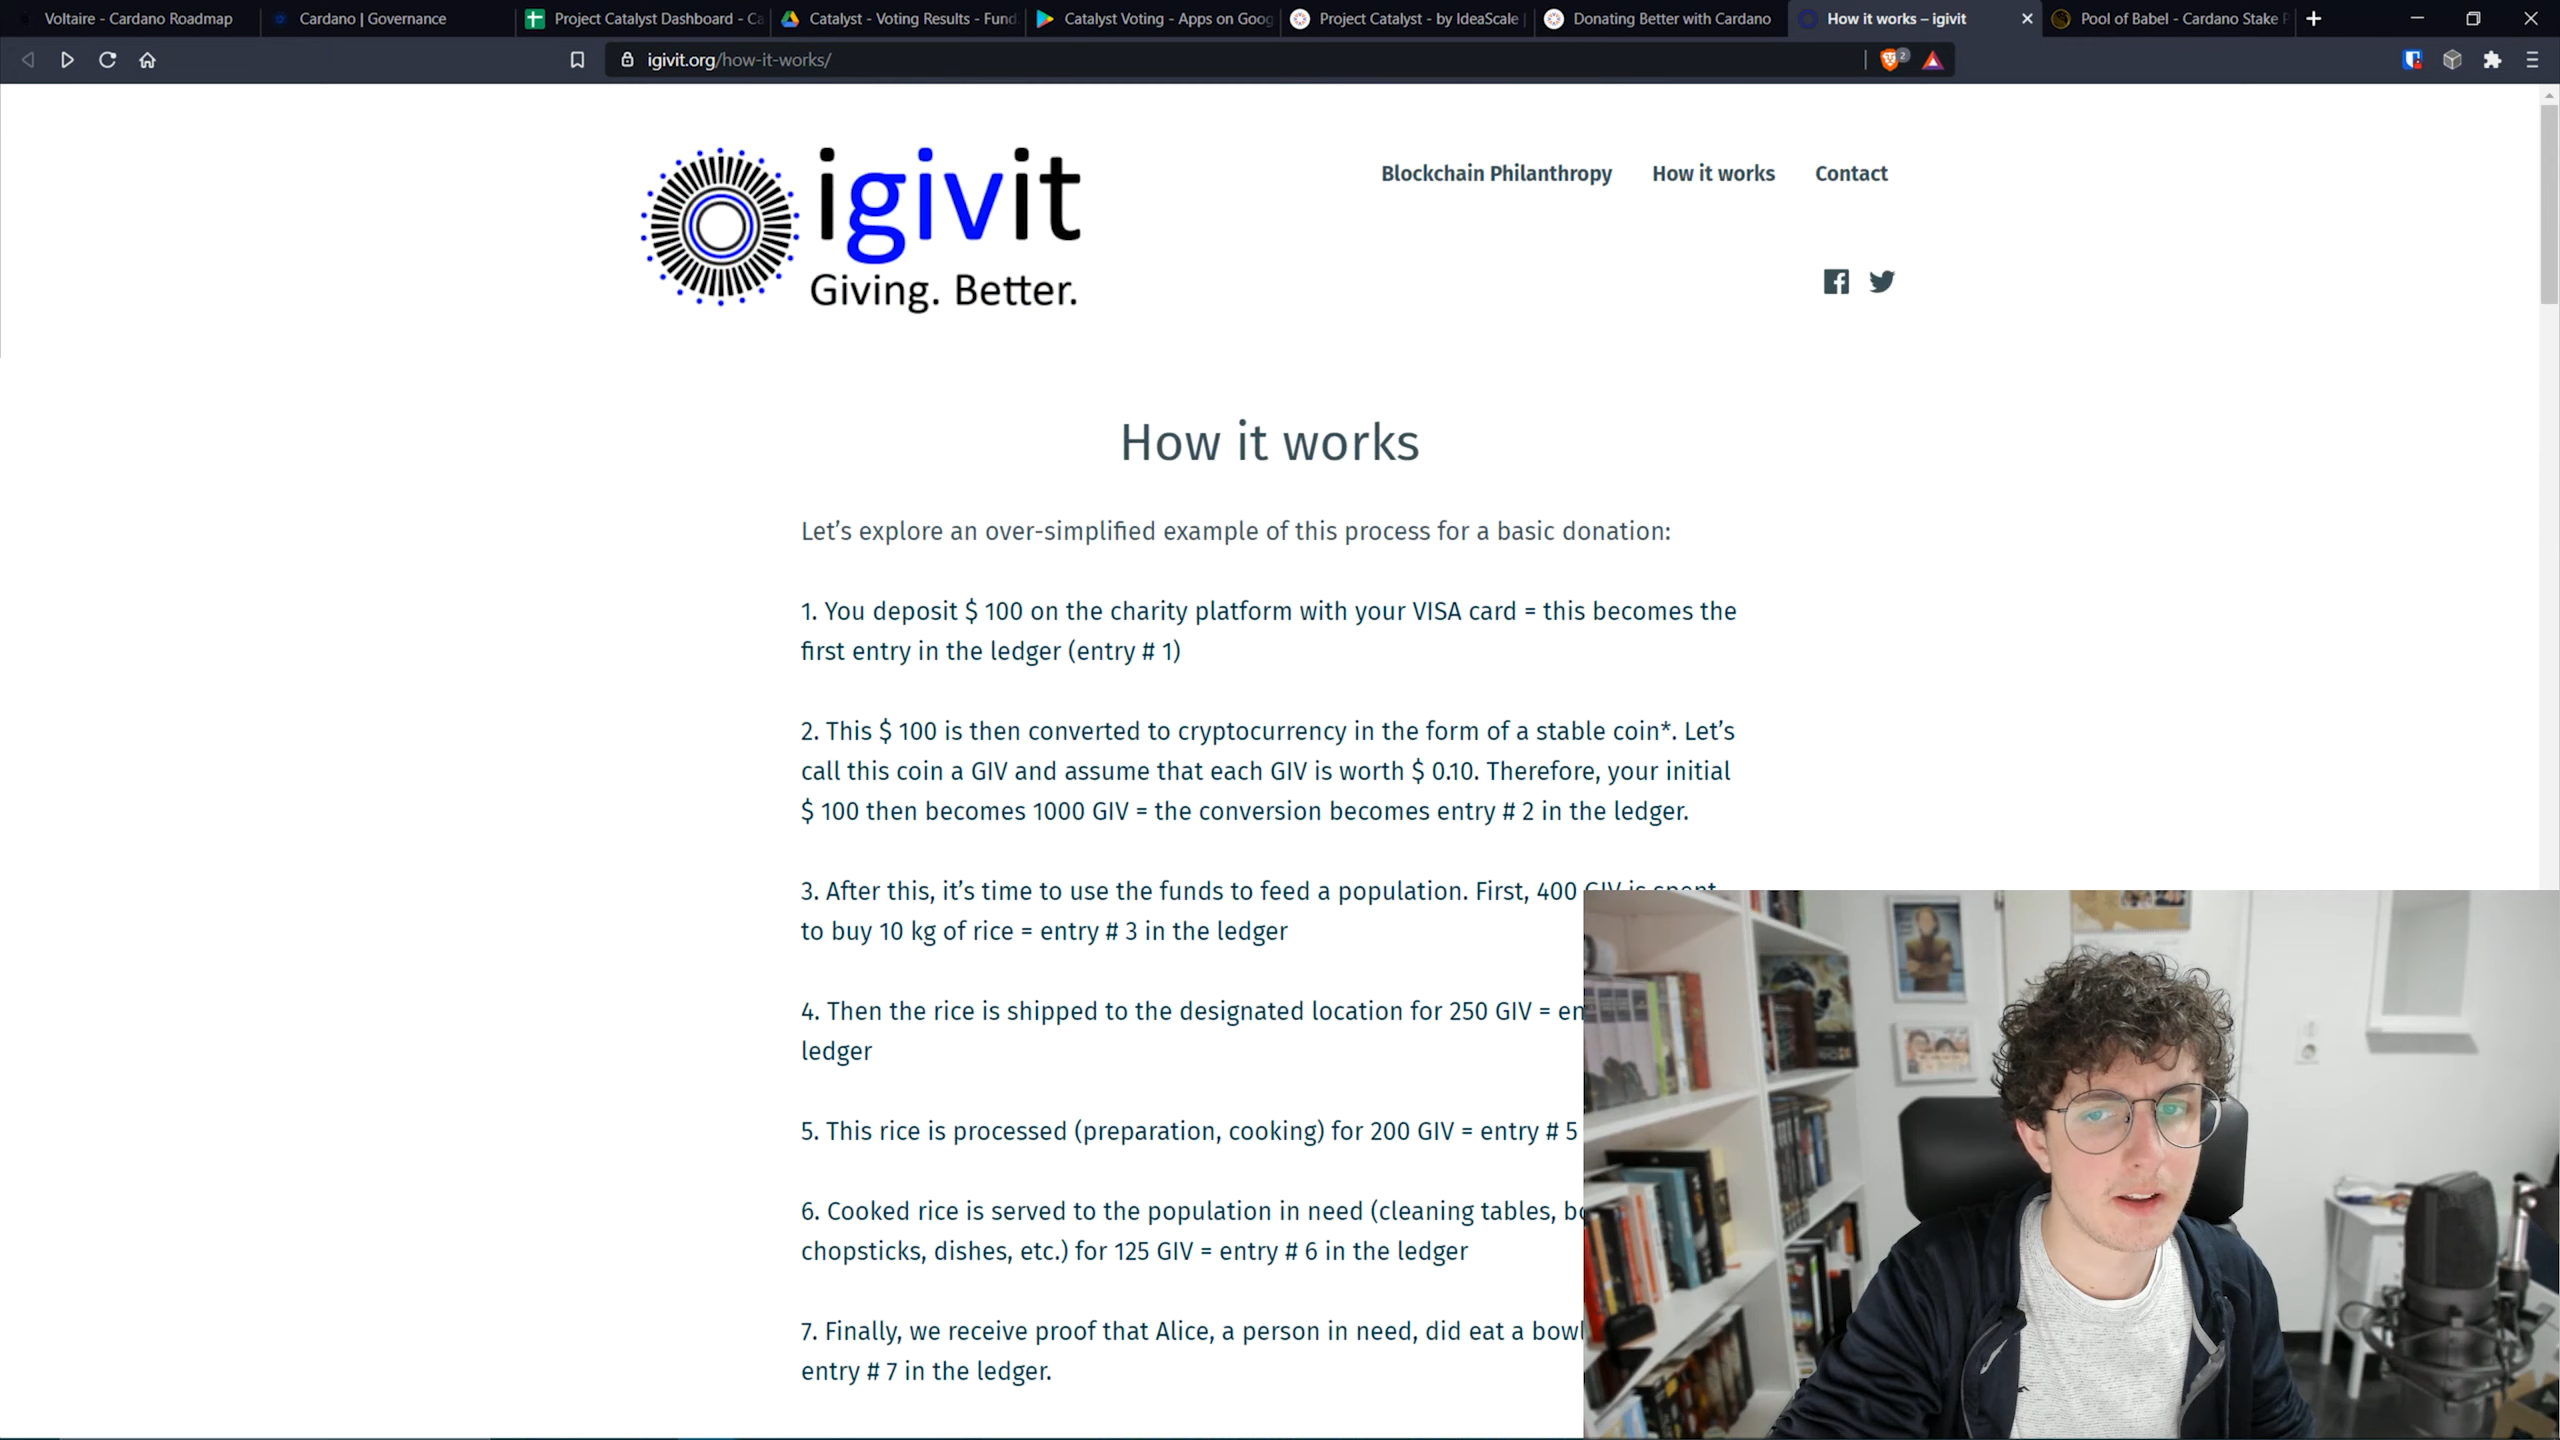 Voltaire - Cardano Roadmap
Cardano | Governance
Project Catalyst Dashboard - Ca
Catalyst - Voting Results - Fund
Catalyst Voting - Apps on Goog
Project Catalyst - by IdeaScale
Donating Better with Cardano
How it works – igivit
Pool of Babel - Cardano Stake P
igivit.org/how-it-works/
2
igivit
Giving. Better.
Blockchain Philanthropy
How it works
Contact
How it works
Let’s explore an over-simplified example of this process for a basic donation:
1. You deposit $ 100 on the charity platform with your VISA card = this becomes the
first entry in the ledger (entry # 1)
2. This $ 100 is then converted to cryptocurrency in the form of a stable coin*. Let’s
call this coin a GIV and assume that each GIV is worth $ 0.10. Therefore, your initial
$ 100 then becomes 1000 GIV = the conversion becomes entry # 2 in the ledger.
3. After this, it’s time to use the funds to feed a population. First, 400 GIV is spent
to buy 10 kg of rice = entry # 3 in the ledger
4. Then the rice is shipped to the designated location for 250 GIV = en
ledger
5. This rice is processed (preparation, cooking) for 200 GIV = entry # 5
6. Cooked rice is served to the population in need (cleaning tables, bo
chopsticks, dishes, etc.) for 125 GIV = entry # 6 in the ledger
7. Finally, we receive proof that Alice, a person in need, did eat a bowl
entry # 7 in the ledger.